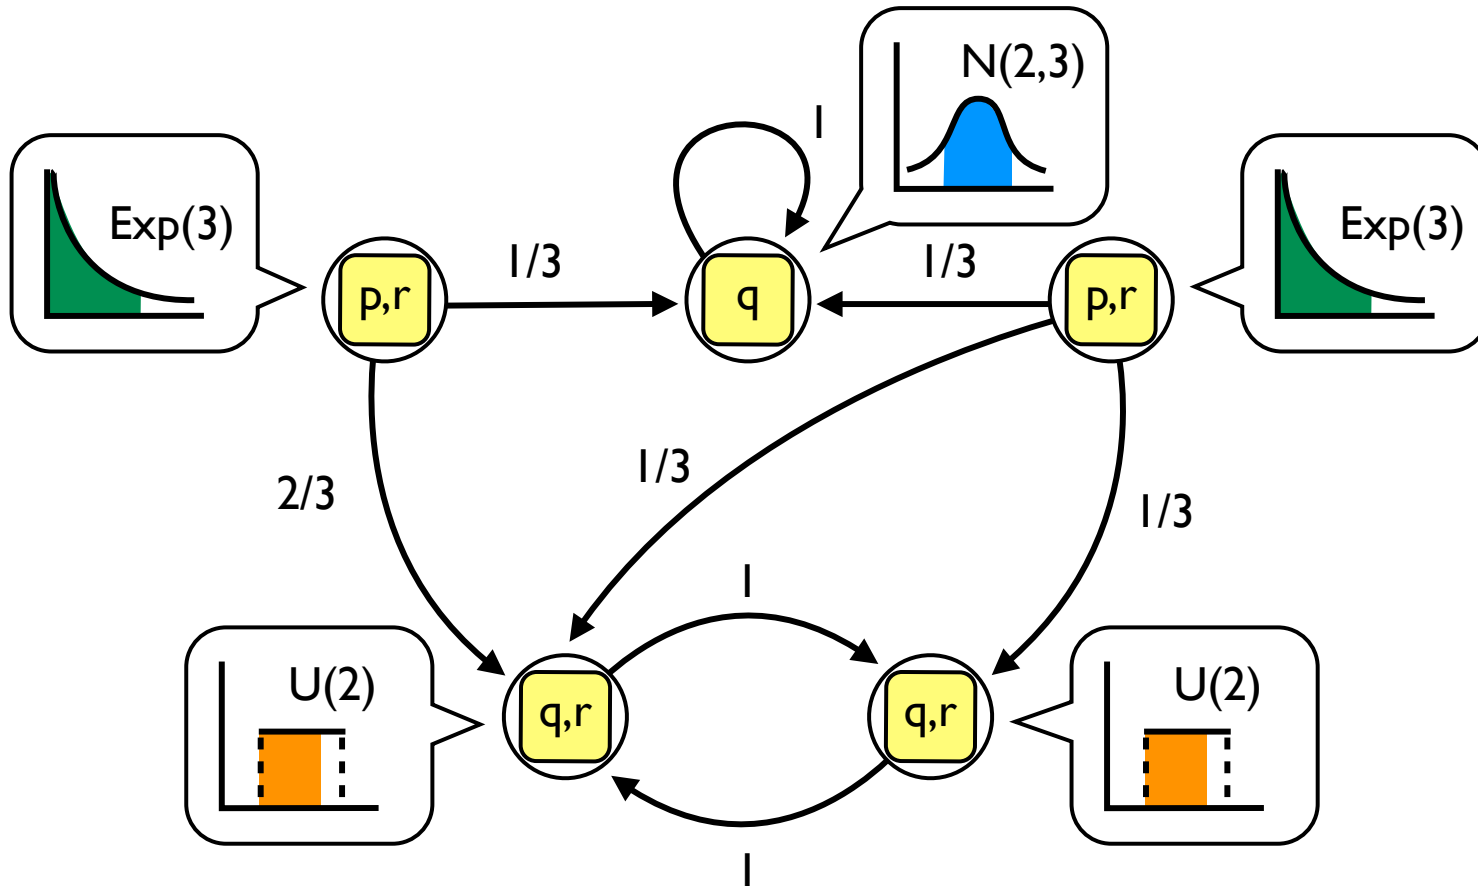 N(2,3)
1
Exp(3)
Exp(3)
1/3
1/3
p,r
q
p,r
1/3
2/3
1/3
1
U(2)
U(2)
q,r
q,r
1